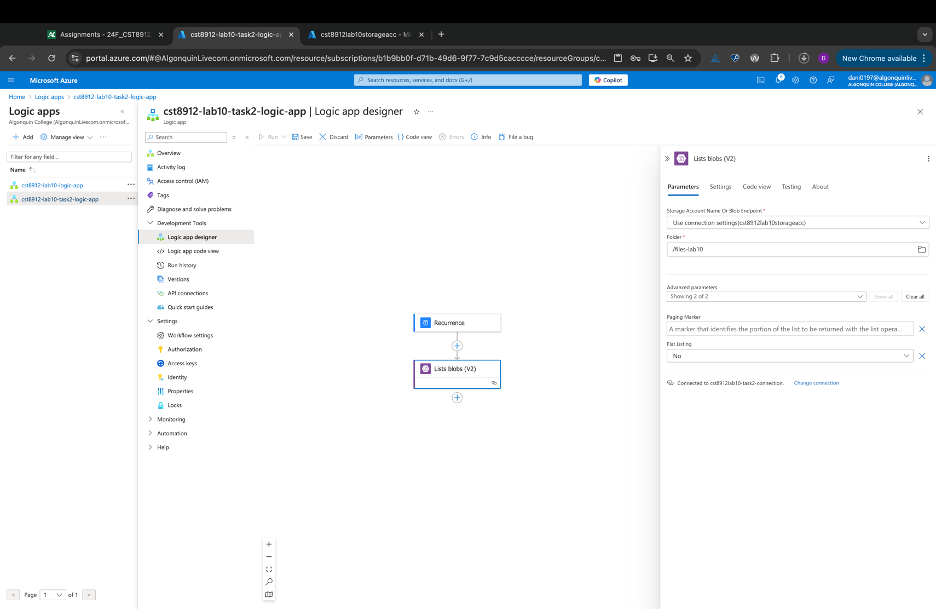 Assignments - 24F_CST8912
cst8912-lab10-task2-logic-ap
cst8912lab10storageacc - Mi
portal.azure.com/#@AlgonquinLivecom.onmicrosoft.com/resource/subscriptions/b1b9bb0f-d71b-49d6-9f77-7c9d5cacccce/resourceGroups/c...
D
New Chrome available
Microsoft Azure
Search resources, services, and docs (G+/)
Copilot
dani0197@algonquinliv...
ALGONQUIN COLLEGE (ALGONQ...
Home > Logic apps > cst8912-lab10-task2-logic-app
Logic apps
Algonquin College (AlgonquinLivecom.onmicrosof...
+ Add
Manage view
Filter for any field...
Name ↑↓
cst8912-lab10-logic-app
cst8912-lab10-task2-logic-app
Page 1 of 1
cst8912-lab10-task2-logic-app | Logic app designer
Logic app
Search
Run
Save
Discard
Parameters
Code view
Errors
Info
File a bug
Overview
Activity log
Access control (IAM)
Tags
Diagnose and solve problems
Development Tools
Logic app designer
Logic app code view
Run history
Versions
API connections
Quick start guides
Settings
Workflow settings
Authorization
Access keys
Identity
Properties
Locks
Monitoring
Automation
Help
Recurrence
Lists blobs (V2)
Lists blobs (V2)
Parameters
Settings
Code view
Testing
About
Storage Account Name Or Blob Endpoint *
Use connection settings(cst8912lab10storageacc)
Folder *
/files-lab10
Advanced parameters
Showing 2 of 2
Show all
Clear all
Paging Marker
A marker that identifies the portion of the list to be returned with the list opera...
Flat Listing
No
Connected to cst8912lab10-task2-connection.
Change connection